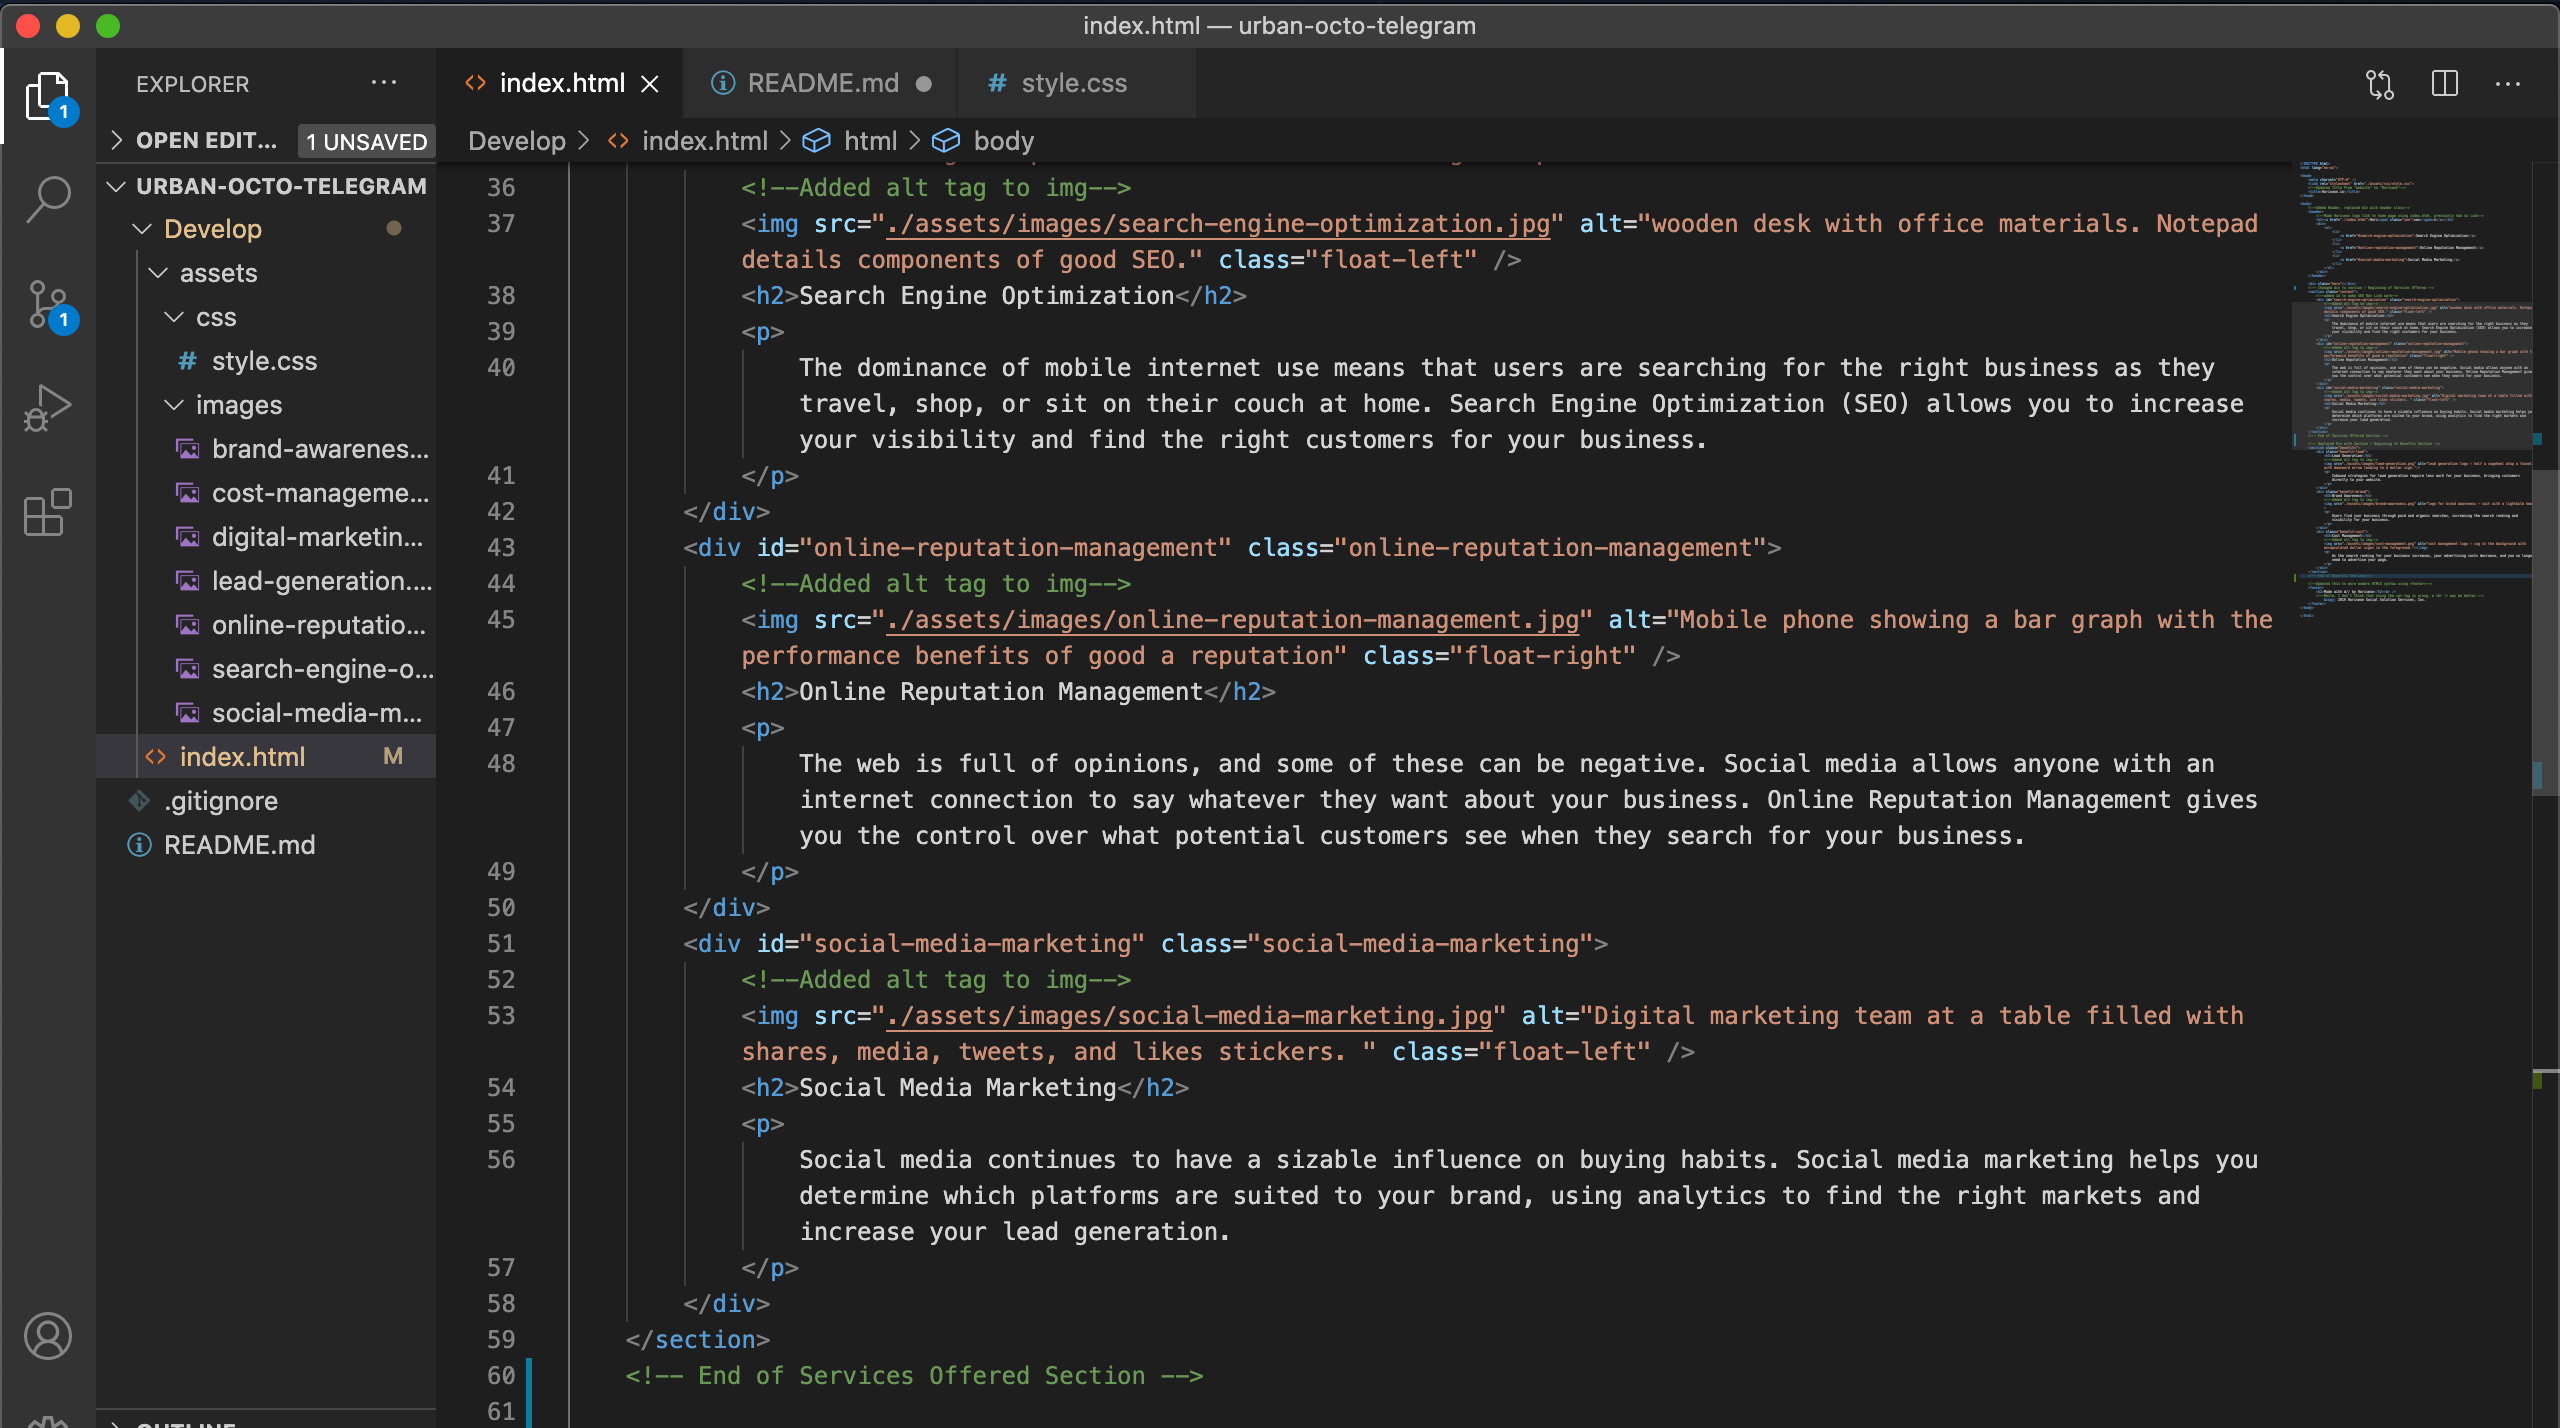 index.html — urban-octo-telegram
EXPLORER
index.html
README.md
style.css
OPEN EDIT...
1 UNSAVED
Develop > index.html > html > body
URBAN-OCTO-TELEGRAM
Develop
assets
css
style.css
images
brand-awarenes...
cost-manageme...
digital-marketin...
lead-generation....
online-reputatio...
search-engine-o...
social-media-m...
index.html M
.gitignore
README.md
OUTLINE
1
1
36 <!--Added alt tag to img-->
37 <img src="./assets/images/search-engine-optimization.jpg" alt="wooden desk with office materials. Notepad
details components of good SEO." class="float-left" />
38 <h2>Search Engine Optimization</h2>
39 <p>
40 The dominance of mobile internet use means that users are searching for the right business as they
travel, shop, or sit on their couch at home. Search Engine Optimization (SEO) allows you to increase
your visibility and find the right customers for your business.
41 </p>
42 </div>
43 <div id="online-reputation-management" class="online-reputation-management">
44 <!--Added alt tag to img-->
45 <img src="./assets/images/online-reputation-management.jpg" alt="Mobile phone showing a bar graph with the
performance benefits of good a reputation" class="float-right" />
46 <h2>Online Reputation Management</h2>
47 <p>
48 The web is full of opinions, and some of these can be negative. Social media allows anyone with an
internet connection to say whatever they want about your business. Online Reputation Management gives
you the control over what potential customers see when they search for your business.
49 </p>
50 </div>
51 <div id="social-media-marketing" class="social-media-marketing">
52 <!--Added alt tag to img-->
53 <img src="./assets/images/social-media-marketing.jpg" alt="Digital marketing team at a table filled with
shares, media, tweets, and likes stickers. " class="float-left" />
54 <h2>Social Media Marketing</h2>
55 <p>
56 Social media continues to have a sizable influence on buying habits. Social media marketing helps you
determine which platforms are suited to your brand, using analytics to find the right markets and
increase your lead generation.
57 </p>
58 </div>
59 </section>
60 <!-- End of Services Offered Section -->
61